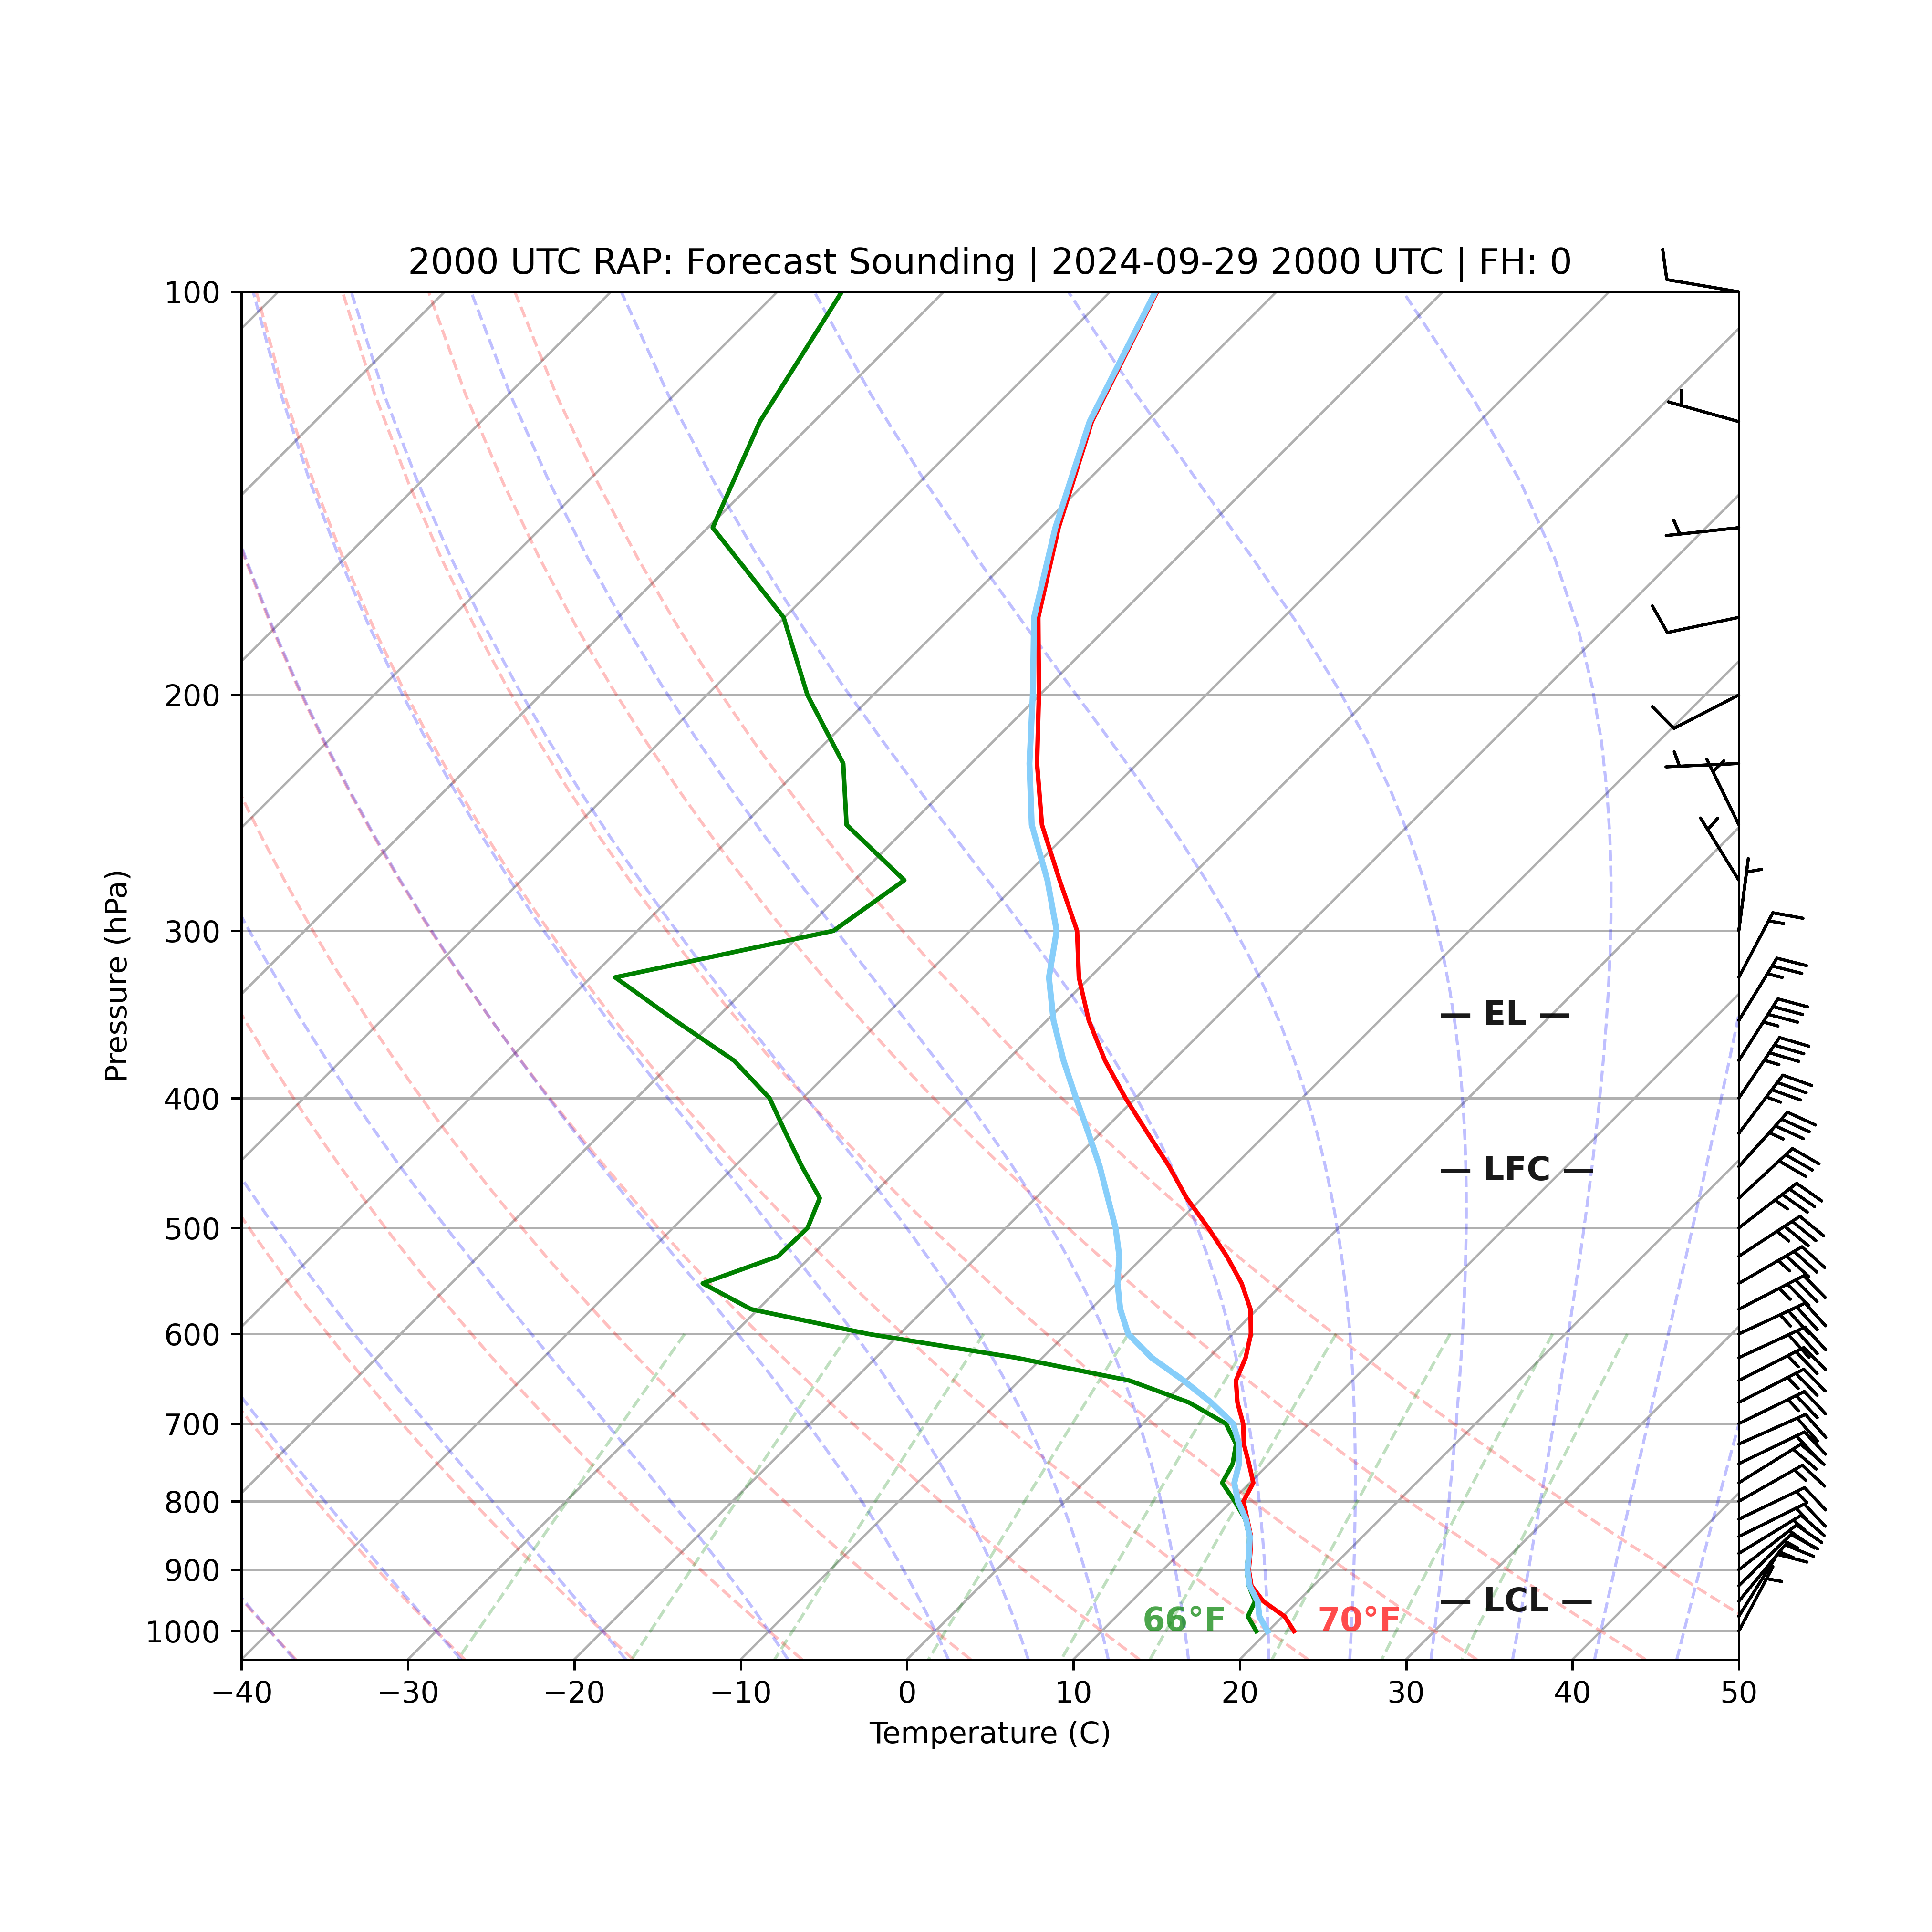 2000 UTC RAP: Forecast Sounding | 2024-09-29 2000 UTC | FH: 0
100
200
300
400
500
600
700
800
900
1000
Pressure (hPa)
— EL —
— LFC —
— LCL —
66°F 70°F
−40 −30 −20 −10 0 10 20 30 40 50
Temperature (C)